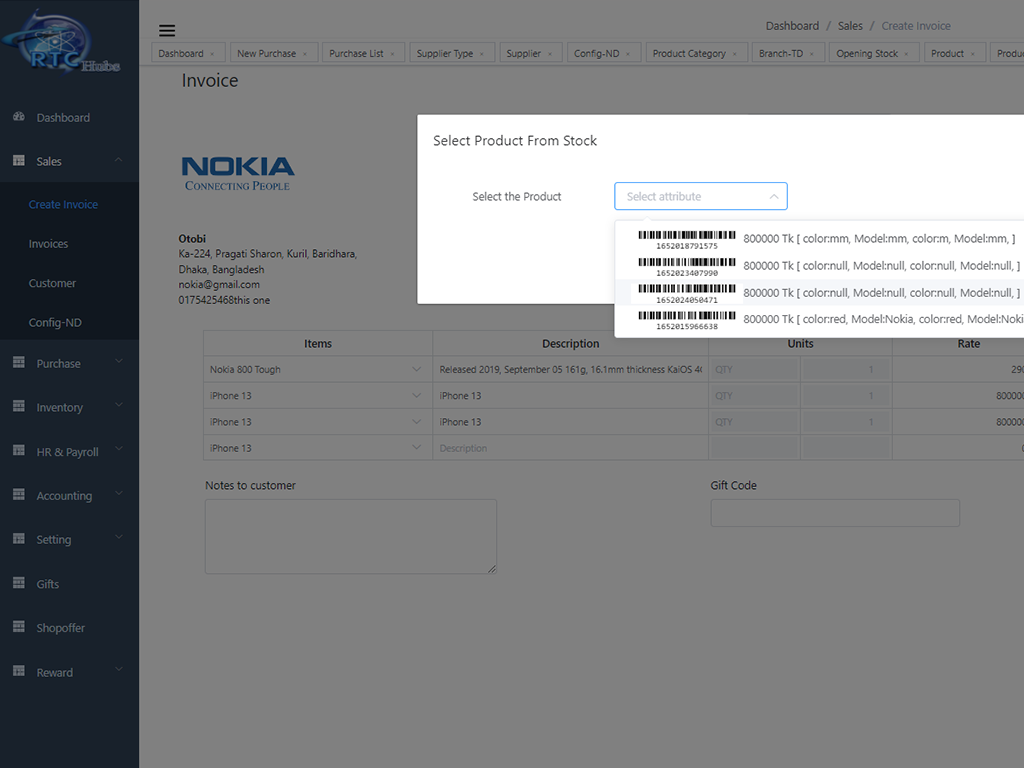 RTC Hubs
Dashboard / Sales / Create Invoice
Dashboard × New Purchase × Purchase List × Supplier Type × Supplier × Config-ND × Product Category × Branch-TD × Opening Stock × Product ×
Invoice
Dashboard
Sales
Create Invoice
Invoices
Customer
Config-ND
Purchase
Inventory
HR & Payroll
Accounting
Setting
Gifts
Shopoffer
Reward
NOKIA
CONNECTING PEOPLE
Otobi
Ka-224, Pragati Sharon, Kuril, Baridhara,
Dhaka, Bangladesh
nokia@gmail.com
0175425468this one
Select Product From Stock
Select the Product Select attribute
1652018791575 800000 Tk [ color:mm, Model:mm, color:m, Model:mm, ]
1652023407990 800000 Tk [ color:null, Model:null, color:null, Model:null, ]
1652024050471 800000 Tk [ color:null, Model:null, color:null, Model:null, ]
1652015966638 800000 Tk [ color:red, Model:Nokia, color:red, Model:Noki
Items Description Units Rate
Nokia 800 Tough Released 2019, September 05 161g, 16.1mm thickness KaiOS 4G QTY 1 290
iPhone 13 iPhone 13 QTY 1 800000
iPhone 13 iPhone 13 QTY 1 800000
iPhone 13 Description
Notes to customer
Gift Code